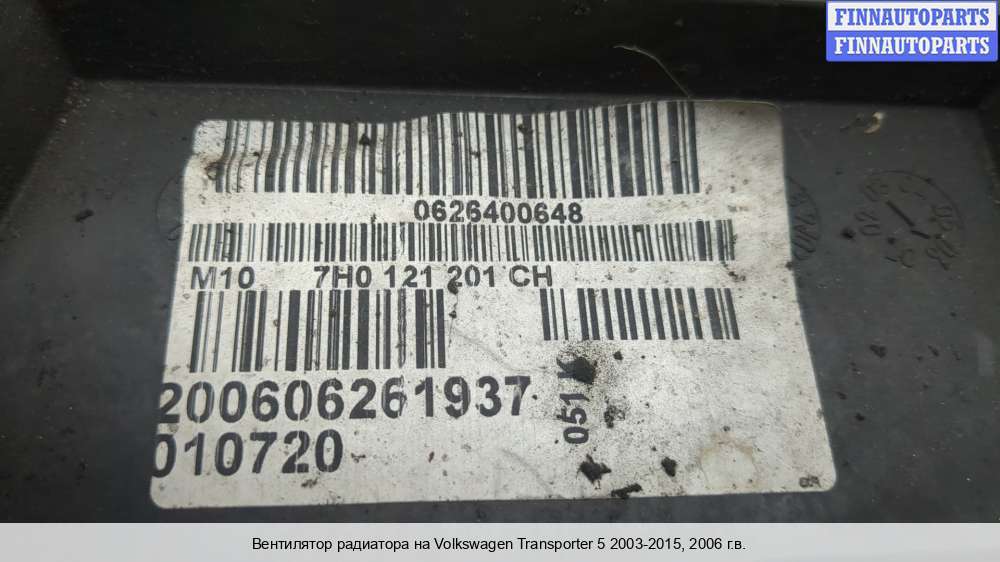 FINNAUTOPARTS
FINNAUTOPARTS
0626400648
M10 7H0 121 201 CH
200606261937
010720
051K
Вентилятор радиатора на Volkswagen Transporter 5 2003-2015, 2006 г.в.